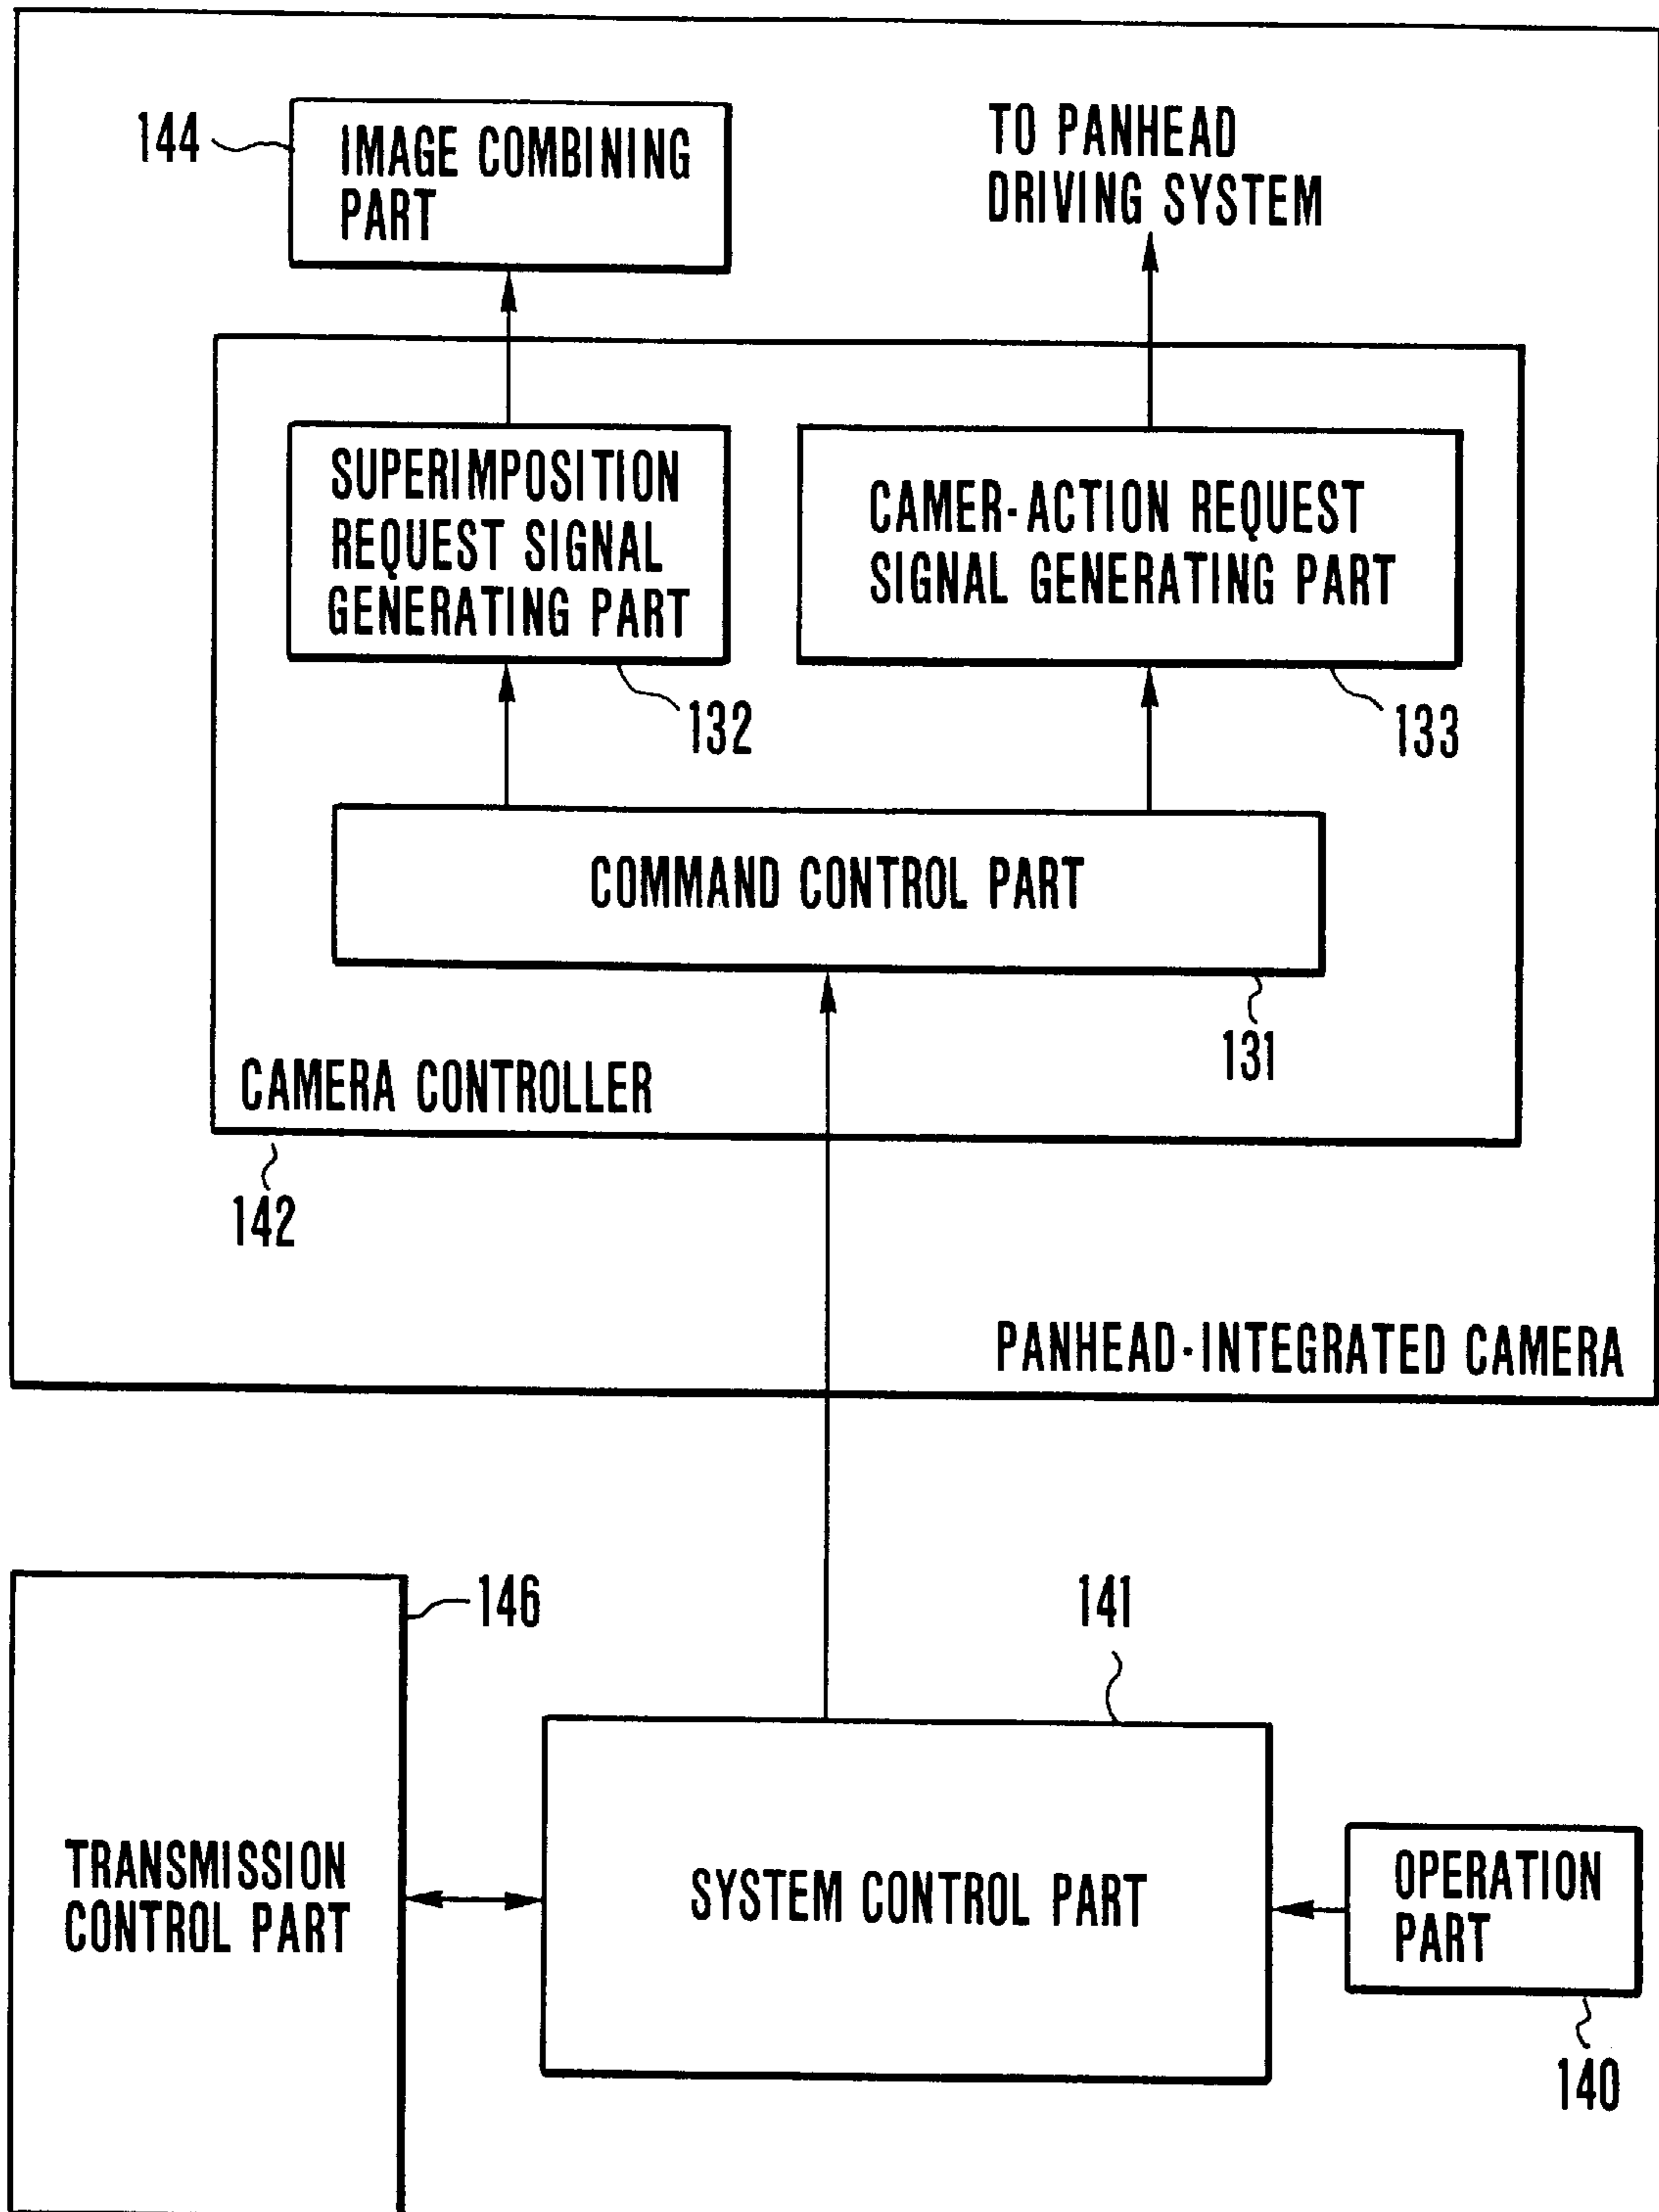 144
IMAGE COMBINING
PART
TO PANHEAD
DRIVING SYSTEM
SUPERIMPOSITION
REQUEST SIGNAL
GENERATING PART
132
CAMER-ACTION REQUEST
SIGNAL GENERATING PART
133
COMMAND CONTROL PART
131
CAMERA CONTROLLER
142
PANHEAD-INTEGRATED CAMERA
146
141
TRANSMISSION
CONTROL PART
SYSTEM CONTROL PART
OPERATION
PART
140